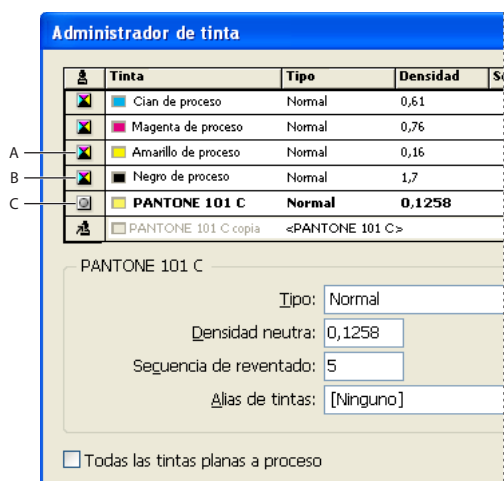 Administrador de tinta
Tinta Tipo Densidad
Cian de proceso Normal 0,61
Magenta de proceso Normal 0,76
A Amarillo de proceso Normal 0,16
B Negro de proceso Normal 1,7
C PANTONE 101 C Normal 0,1258
PANTONE 101 C copia <PANTONE 101 C>
PANTONE 101 C
Tipo: Normal
Densidad neutra: 0,1258
Secuencia de reventado: 5
Alias de tintas: [Ninguno]
Todas las tintas planas a proceso